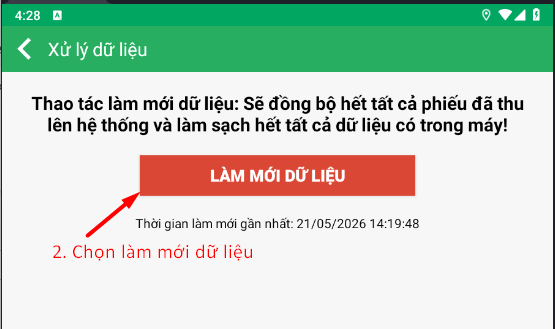 4:28 A
Xử lý dữ liệu
Thao tác làm mới dữ liệu: Sẽ đồng bộ hết tất cả phiếu đã thu
lên hệ thống và làm sạch hết tất cả dữ liệu có trong máy!
LÀM MỚI DỮ LIỆU
Thời gian làm mới gần nhất: 21/05/2026 14:19:48
2. Chọn làm mới dữ liệu